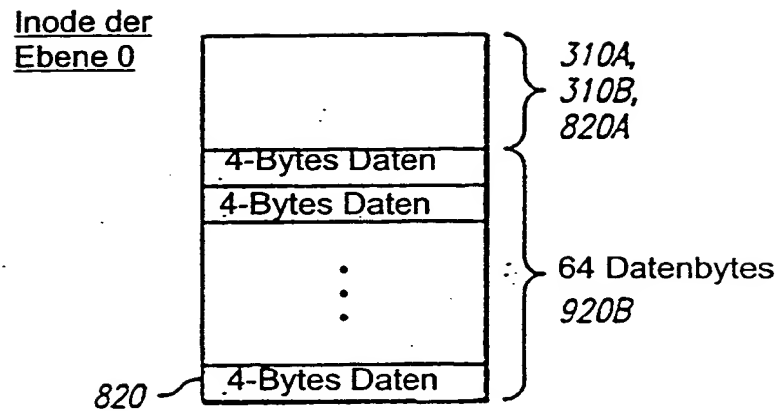 Inode der
Ebene 0
310A,
310B,
820A
4-Bytes Daten
4-Bytes Daten
64 Datenbytes
920B
820
4-Bytes Daten